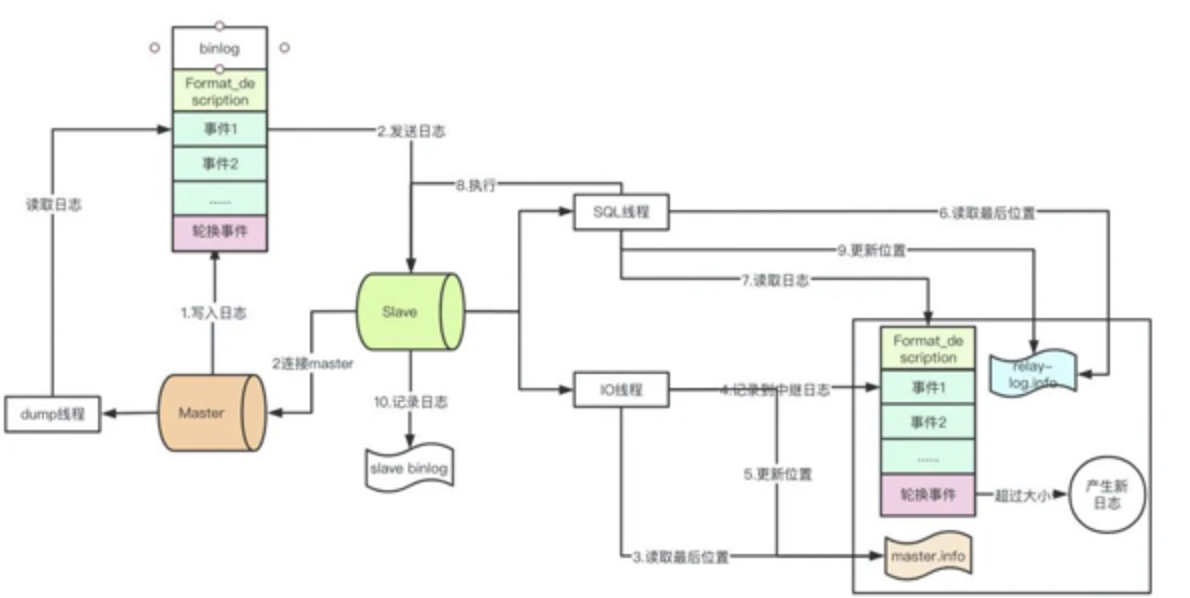 binlog
Format_de
scription
事件1
2.发送日志
事件2
8.执行
读取日志
......
SQL线程
6.读取最后位置
轮换事件
9.更新位置
7.读取日志
1.写入日志
Slave
Format_de
scription
2连接master
relay-
log.info
IO线程
4.记录到中继日志
事件1
10.记录日志
dump线程
Master
事件2
......
slave binlog
5.更新位置
轮换事件
超过大小
产生新
日志
3.读取最后位置
master.info